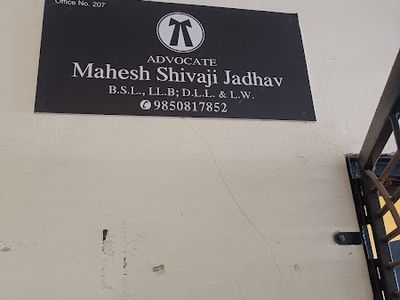 Office No. 207
ADVOCATE
Mahesh Shivaji Jadhav
B.S.L., LL.B; D.L.L. & L.W.
✆9850817852